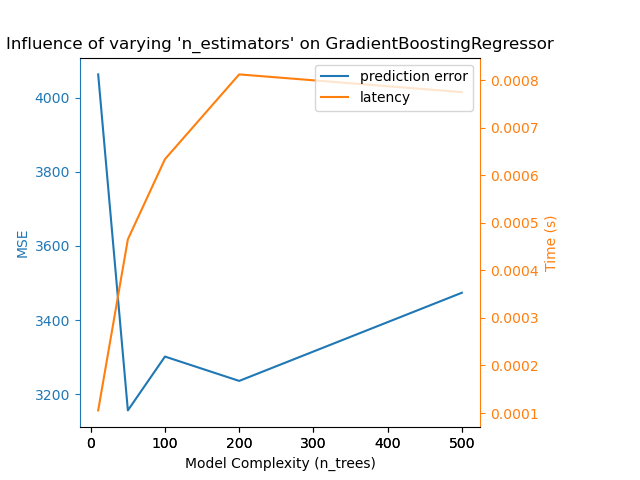 Influence of varying 'n_estimators' on GradientBoostingRegressor
prediction error
latency
4000
3800
3600
3400
3200
MSE
0.0008
0.0007
0.0006
0.0005
0.0004
0.0003
0.0002
0.0001
Time (s)
0 100 200 300 400 500
Model Complexity (n_trees)